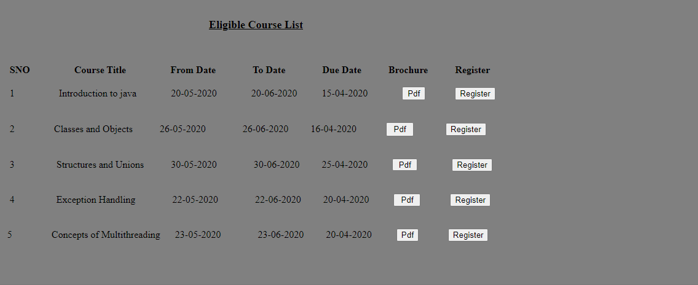 Eligible Course List
SNO Course Title From Date To Date Due Date Brochure Register
1 Introduction to java 20-05-2020 20-06-2020 15-04-2020 Pdf Register
2 Classes and Objects 26-05-2020 26-06-2020 16-04-2020 Pdf Register
3 Structures and Unions 30-05-2020 30-06-2020 25-04-2020 Pdf Register
4 Exception Handling 22-05-2020 22-06-2020 20-04-2020 Pdf Register
5 Concepts of Multithreading 23-05-2020 23-06-2020 20-04-2020 Pdf Register